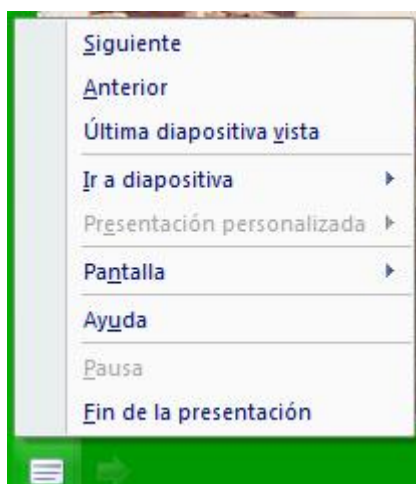 Siguiente
Anterior
Última diapositiva vista
Ir a diapositiva
Presentación personalizada
Pantalla
Ayuda
Pausa
Fin de la presentación